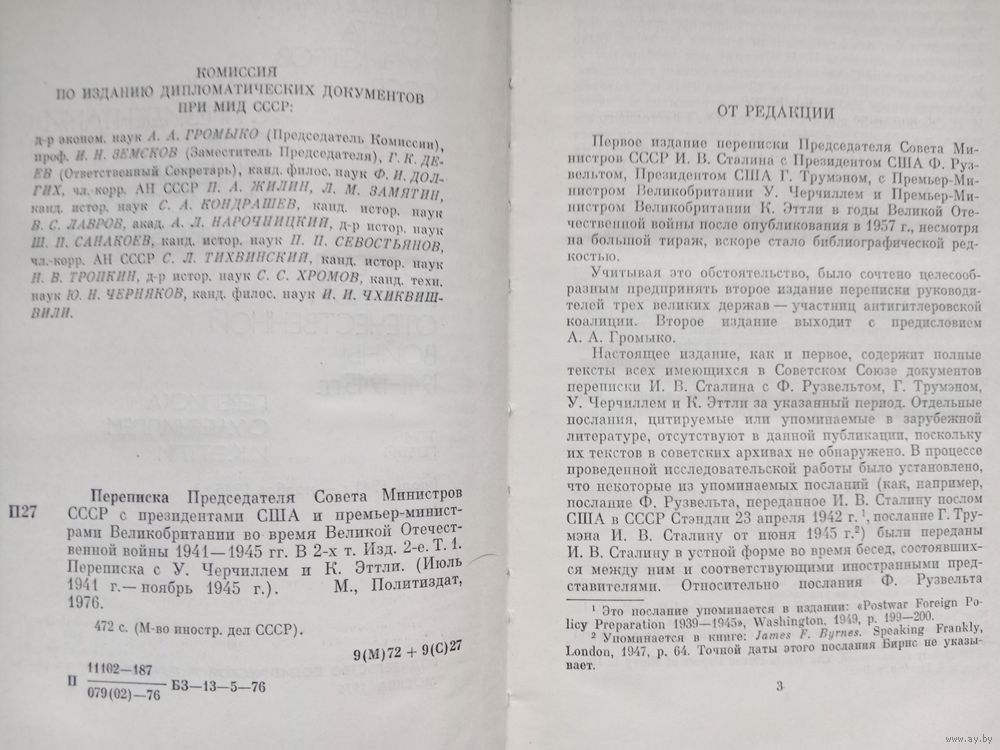 КОМИССИЯ
ПО ИЗДАНИЮ ДИПЛОМАТИЧЕСКИХ ДОКУМЕНТОВ
ПРИ МИД СССР:
д-р эконом. наук А. А. ГРОМЫКО (Председатель Комиссии),
проф. И. Н. ЗЕМСКОВ (Заместитель Председателя), Г. К. ДЕ-
ЕВ (Ответственный Секретарь), канд. филос. наук Ф. И. ДОЛ-
ГИХ, чл.-корр. АН СССР П. А. ЖИЛИН, Л. М. ЗАМЯТИН,
канд. истор. наук С. А. КОНДРАШЕВ, канд. истор. наук
В. С. ЛАВРОВ, акад. А. Л. НАРОЧНИЦКИЙ, д-р истор. наук
Ш. П. САНАКОЕВ, канд. истор. наук П. П. СЕВОСТЬЯНОВ,
чл.-корр. АН СССР С. Л. ТИХВИНСКИЙ, канд. истор. наук
Н. В. ТРОПКИН, д-р истор. наук С. С. ХРОМОВ, канд. техн.
наук Ю. Н. ЧЕРНЯКОВ, канд. филос. наук И. И. ЧХИКВИШ-
ВИЛИ.
Переписка Председателя Совета Министров
П27 СССР с президентами США и премьер-минист-
рами Великобритании во время Великой Отечест-
венной войны 1941—1945 гг. В 2-х т. Изд. 2-е. Т. 1.
Переписка с У. Черчиллем и К. Эттли. (Июль
1941 г.— ноябрь 1945 г.). М., Политиздат,
1976.
472 с. (М-во иностр. дел СССР).
9(М)72 + 9(С)27
П 11102—187
079(02)—76 БЗ—13—5—76
ОТ РЕДАКЦИИ
Первое издание переписки Председателя Совета Ми-
нистров СССР И. В. Сталина с Президентом США Ф. Руз-
вельтом, Президентом США Г. Трумэном, с Премьер-Ми-
нистром Великобритании У. Черчиллем и Премьер-Ми-
нистром Великобритании К. Эттли в годы Великой Оте-
чественной войны после опубликования в 1957 г., несмотря
на большой тираж, вскоре стало библиографической ред-
костью.
Учитывая это обстоятельство, было сочтено целесооб-
разным предпринять второе издание переписки руководи-
телей трех великих держав — участниц антигитлеровской
коалиции. Второе издание выходит с предисловием
А. А. Громыко.
Настоящее издание, как и первое, содержит полные
тексты всех имеющихся в Советском Союзе документов
переписки И. В. Сталина с Ф. Рузвельтом, Г. Трумэном,
У. Черчиллем и К. Эттли за указанный период. Отдельные
послания, цитируемые или упоминаемые в зарубежной
литературе, отсутствуют в данной публикации, поскольку
их текстов в советских архивах не обнаружено. В процессе
проведенной исследовательской работы было установлено,
что некоторые из упоминаемых посланий (как, например,
послание Ф. Рузвельта, переданное И. В. Сталину послом
США в СССР Стэндли 23 апреля 1942 г. ¹, послание Г. Тру-
мэна И. В. Сталину от июня 1945 г.²) были переданы
И. В. Сталину в устной форме во время бесед, состоявших-
ся между ним и соответствующими иностранными пред-
ставителями. Относительно послания Ф. Рузвельта
¹ Это послание упоминается в издании: «Postwar Foreign Po-
licy Preparation 1939—1945», Washington, 1949, p. 199—200.
² Упоминается в книге: James F. Byrnes. Speaking Frankly,
London, 1947, p. 64. Точной даты этого послания Бирнс не указы-
вает.
3
www.ay.by